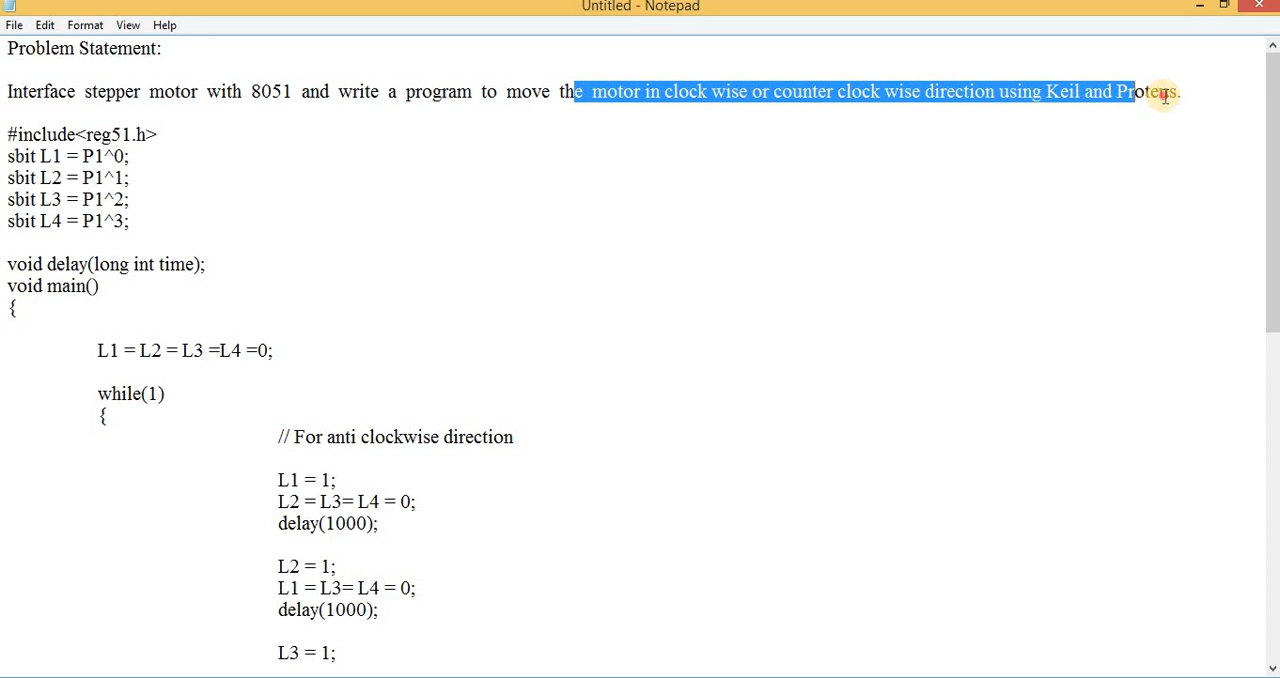 Untitled - Notepad
File Edit Format View Help
Problem Statement:
Interface stepper motor with 8051 and write a program to move the motor in clock wise or counter clock wise direction using Keil and Proteus.
#include<reg51.h>
sbit L1 = P1^0;
sbit L2 = P1^1;
sbit L3 = P1^2;
sbit L4 = P1^3;
void delay(long int time);
void main()
{
L1 = L2 = L3 =L4 =0;
while(1)
{
// For anti clockwise direction
L1 = 1;
L2 = L3= L4 = 0;
delay(1000);
L2 = 1;
L1 = L3= L4 = 0;
delay(1000);
L3 = 1;